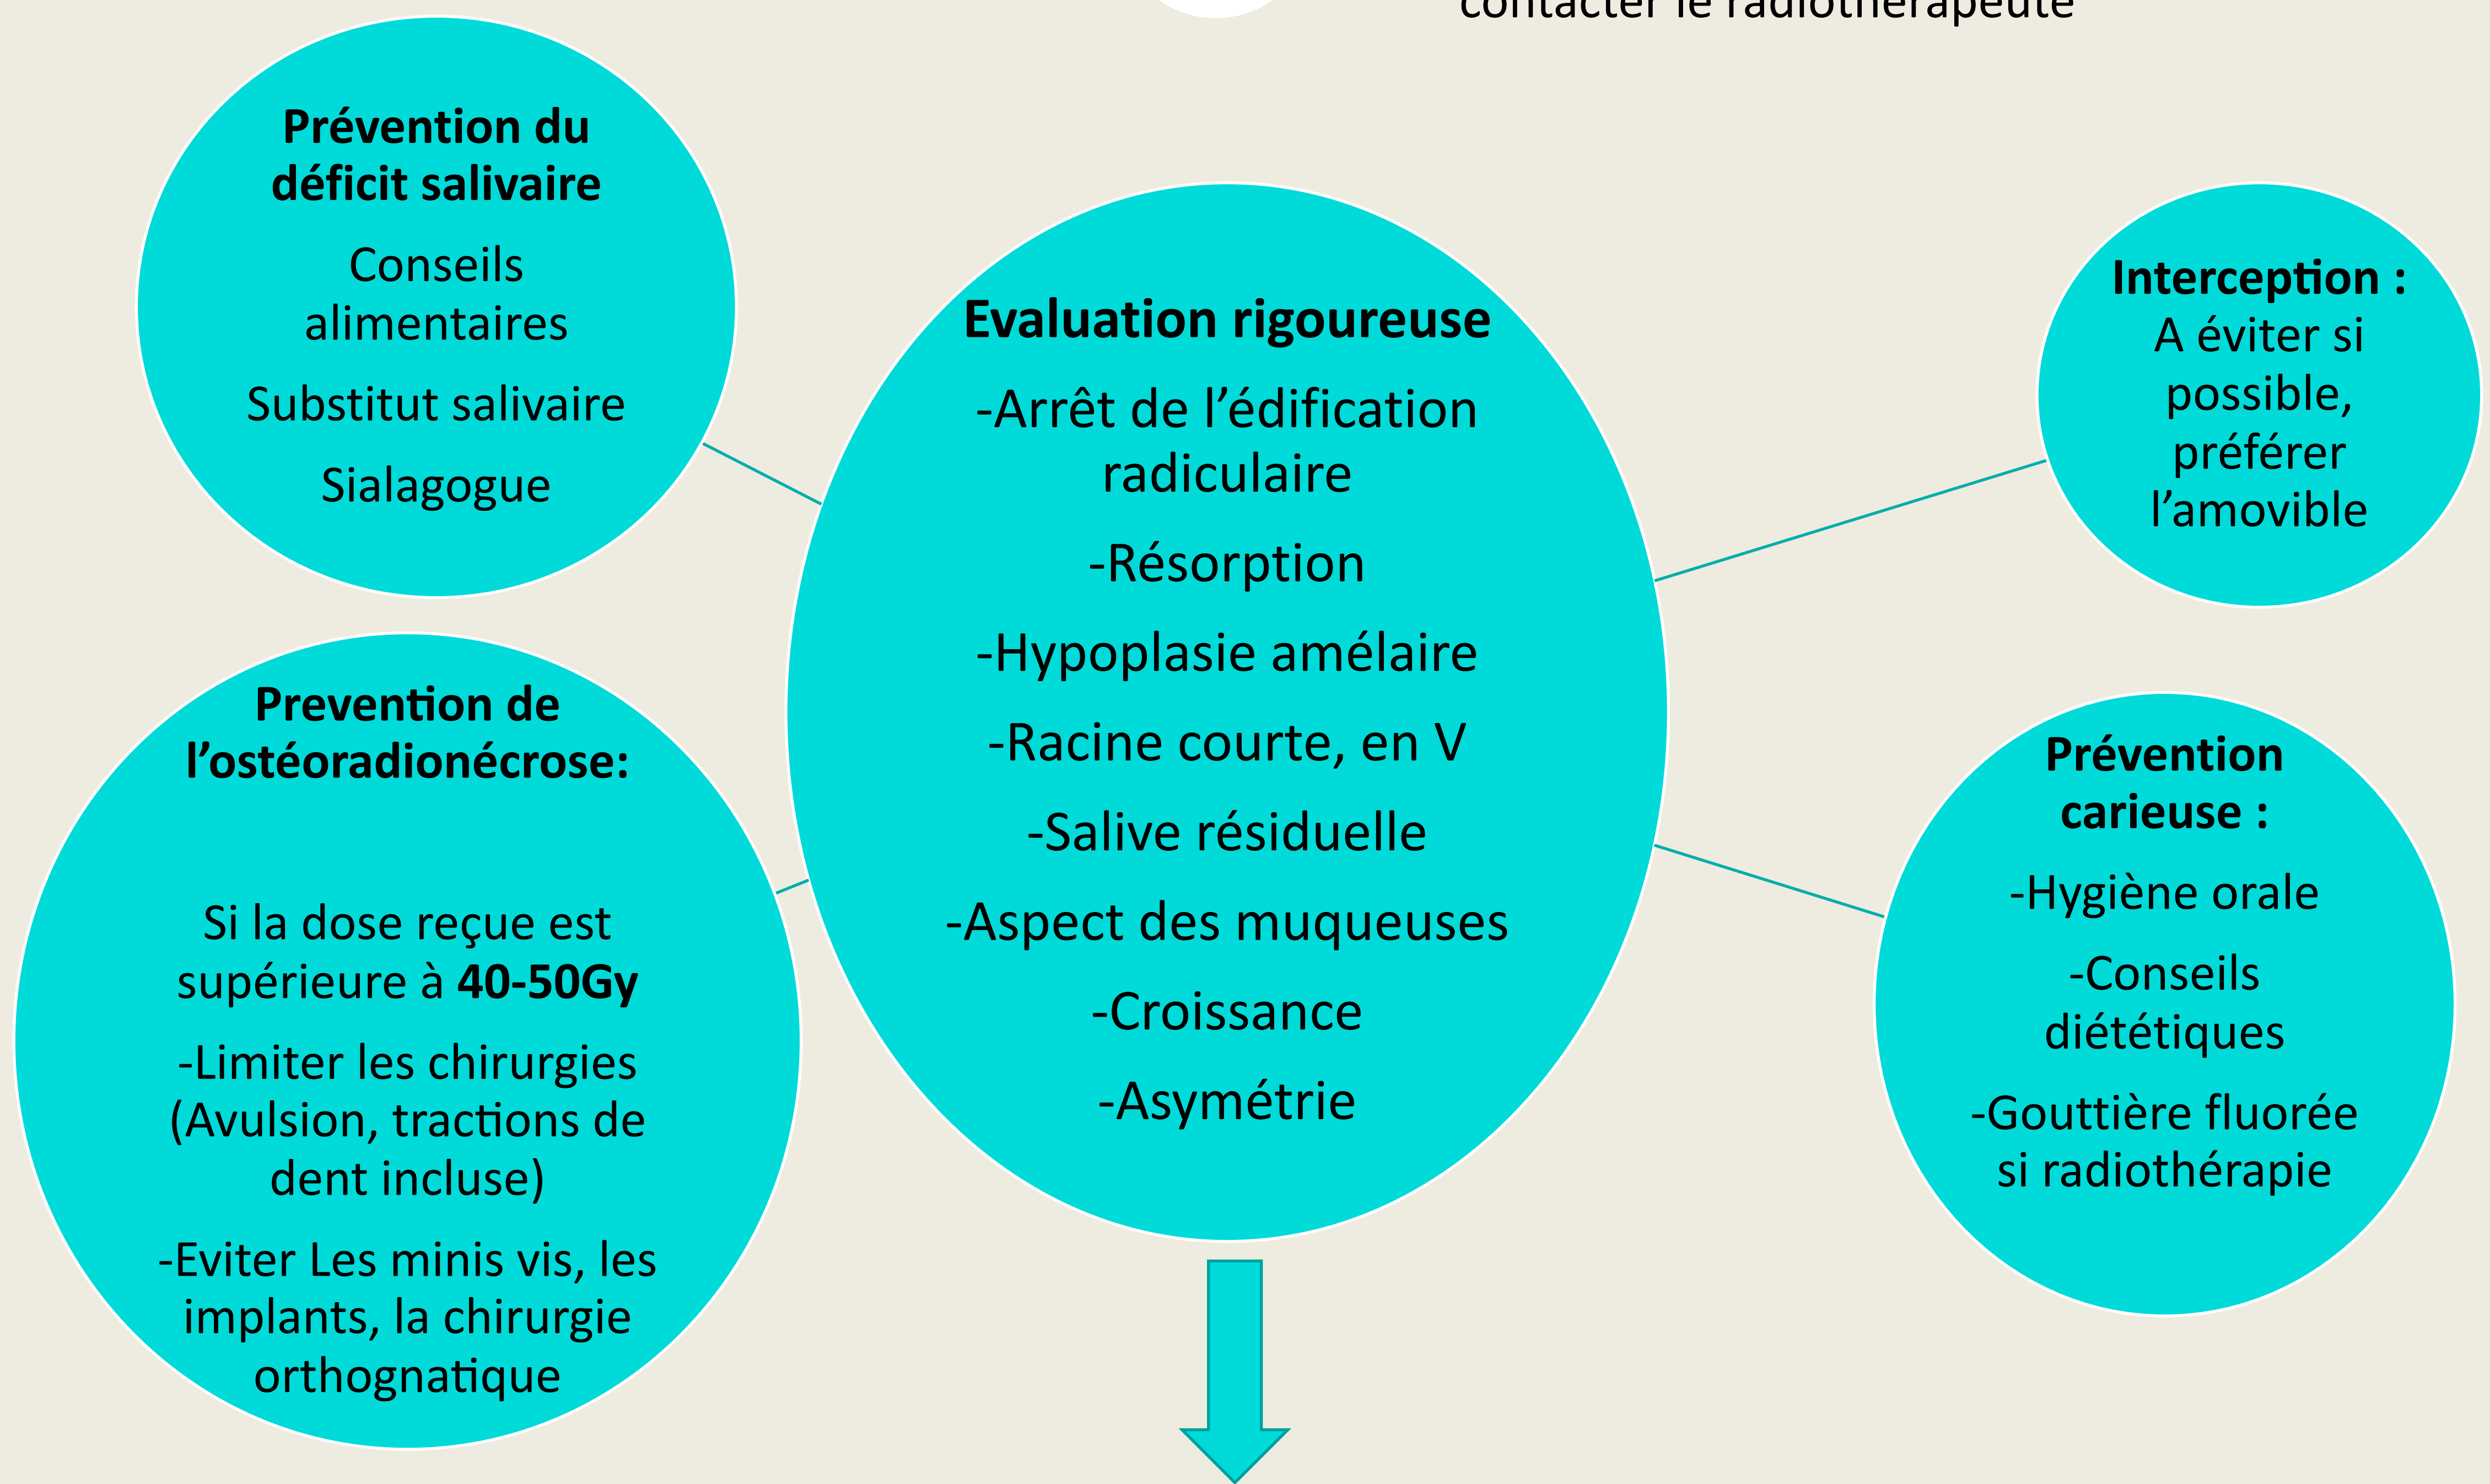 contacter le radiothérapeute
Prévention du
déficit salivaire
Conseils
alimentaires
Substitut salivaire
Sialagogue
Evaluation rigoureuse
-Arrêt de l’édification
radiculaire
-Résorption
-Hypoplasie amélaire
-Racine courte, en V
-Salive résiduelle
-Aspect des muqueuses
-Croissance
-Asymétrie
Interception :
A éviter si
possible,
préférer
l’amovible
Prevention de
l’ostéoradionécrose:
Si la dose reçue est
supérieure à 40-50Gy
-Limiter les chirurgies
(Avulsion, tractions de
dent incluse)
-Eviter Les minis vis, les
implants, la chirurgie
orthognatique
Prévention
carieuse :
-Hygiène orale
-Conseils
diététiques
-Gouttière fluorée
si radiothérapie